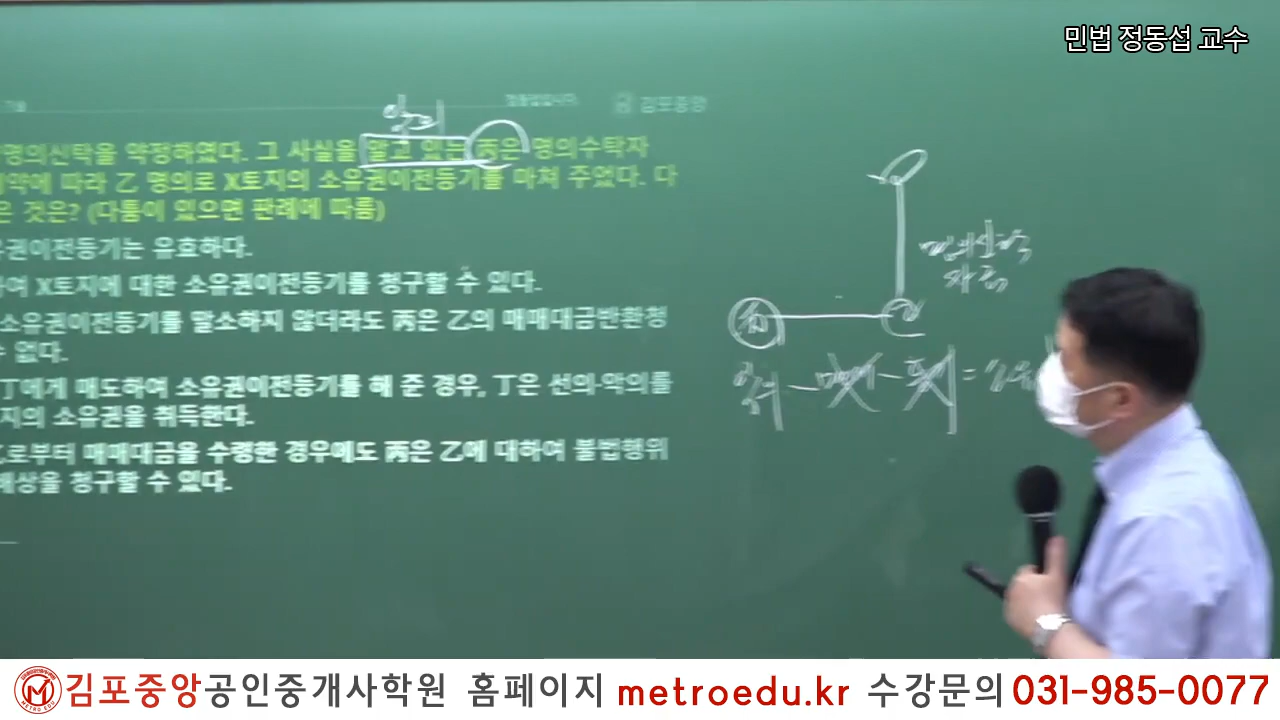 민법 정동섭 교수
김포중앙
악의
명의신탁을 약정하였다. 그 사실을 알고 있는 丙은 명의수탁자
계약에 따라 乙 명의로 X토지의 소유권이전등기를 마쳐 주었다. 다
은 것은? (다툼이 있으면 판례에 따름)
유권이전등기는 유효하다.
하여 X토지에 대한 소유권이전등기를 청구할 수 있다.
소유권이전등기를 말소하지 않더라도 丙은 乙의 매매대금반환청
수 없다.
丁에게 매도하여 소유권이전등기를 해 준 경우, 丁은 선의·악의를
지의 소유권을 취득한다.
乙로부터 매매대금을 수령한 경우에도 丙은 乙에 대하여 불법행위
배상을 청구할 수 있다.
명의신탁
약정
丙
乙
METRO EDU
김포중앙공인중개사학원 홈페이지 metroedu.kr 수강문의 031-985-0077